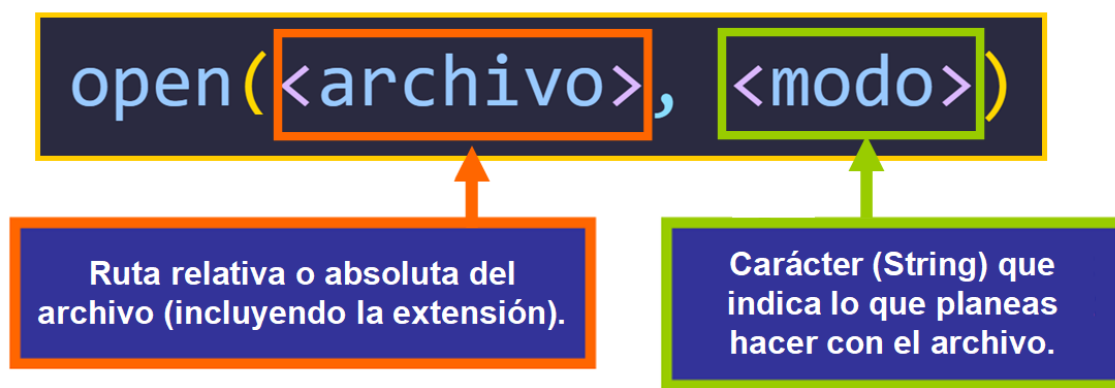 open(<archivo>, <modo>)
Ruta relativa o absoluta del
archivo (incluyendo la extensión).
Carácter (String) que
indica lo que planeas
hacer con el archivo.